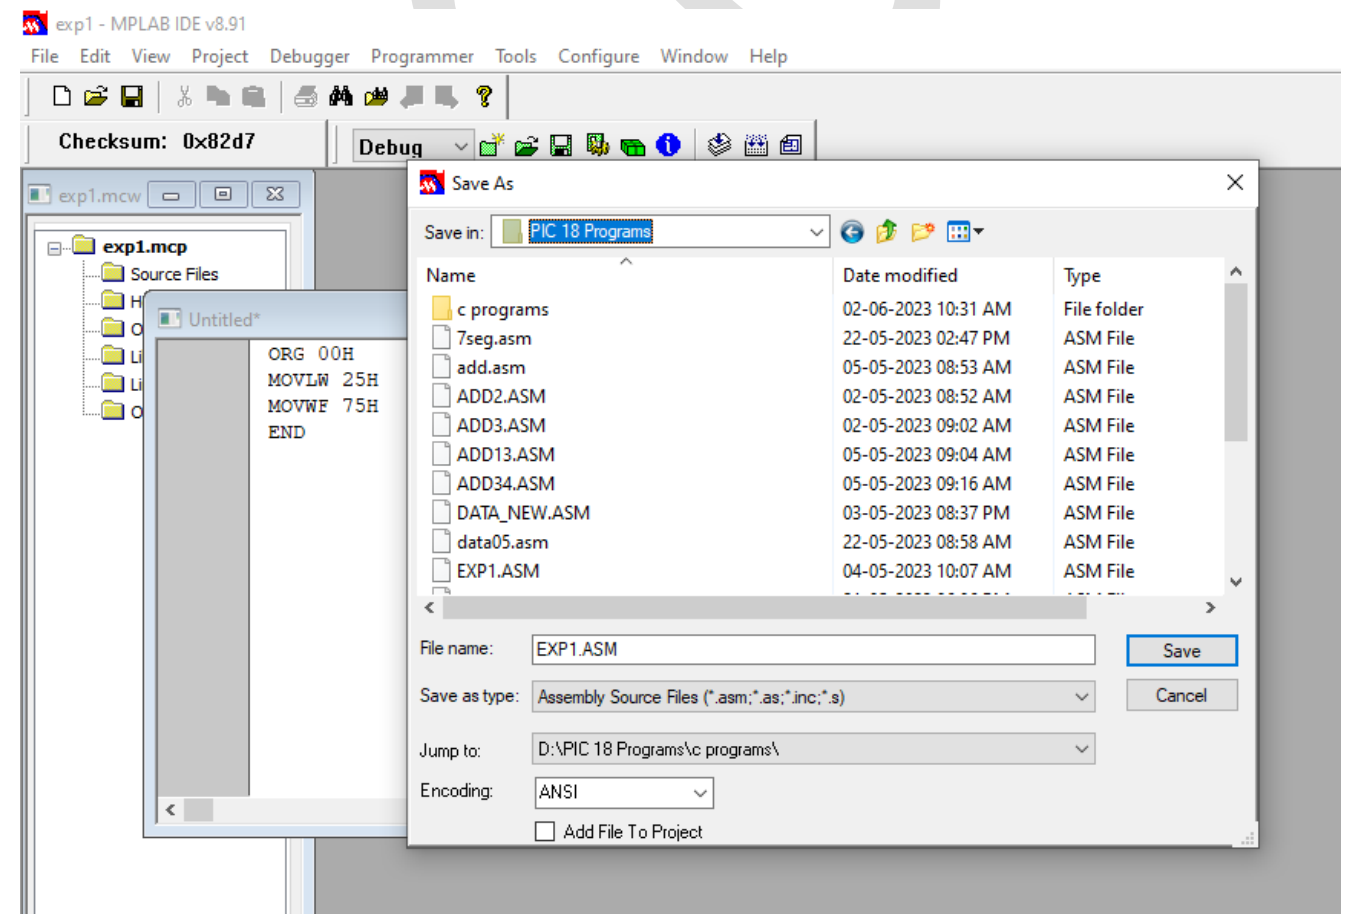 exp1 - MPLAB IDE v8.91
File Edit View Project Debugger Programmer Tools Configure Window Help
Checksum: 0x82d7
Debug
exp1.mcw
exp1.mcp
Source Files
H
O
Li
Li
O
Untitled*
ORG 00H
MOVLW 25H
MOVWF 75H
END
Save As
Save in: PIC 18 Programs
Name Date modified Type
c programs 02-06-2023 10:31 AM File folder
7seg.asm 22-05-2023 02:47 PM ASM File
add.asm 05-05-2023 08:53 AM ASM File
ADD2.ASM 02-05-2023 08:52 AM ASM File
ADD3.ASM 02-05-2023 09:02 AM ASM File
ADD13.ASM 05-05-2023 09:04 AM ASM File
ADD34.ASM 05-05-2023 09:16 AM ASM File
DATA_NEW.ASM 03-05-2023 08:37 PM ASM File
data05.asm 22-05-2023 08:58 AM ASM File
EXP1.ASM 04-05-2023 10:07 AM ASM File
File name: EXP1.ASM Save
Save as type: Assembly Source Files (*.asm;*.as;*.inc;*.s) Cancel
Jump to: D:\PIC 18 Programs\c programs\
Encoding: ANSI
Add File To Project